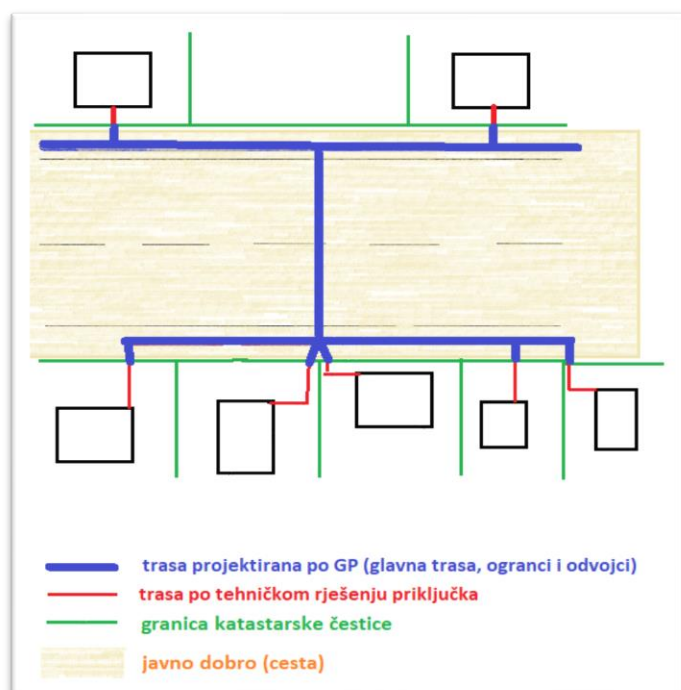 trasa projektirana po GP (glavna trasa, ogranci i odvojci)
trasa po tehničkom rješenju priključka
granica katastarske čestice
javno dobro (cesta)